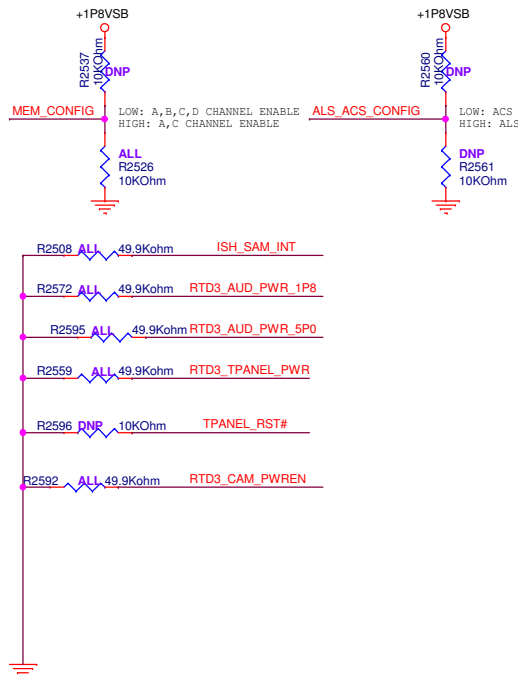 +1P8VSB
R2537
10KOhm
DNP
MEM_CONFIG
LOW: A,B,C,D CHANNEL ENABLE
HIGH: A,C CHANNEL ENABLE
ALL
R2526
10KOhm
+1P8VSB
R2560
10KOhm
DNP
ALS_ACS_CONFIG
LOW: ACS
HIGH: ALS
DNP
R2561
10KOhm
R2508 ALL 49.9Kohm ISH_SAM_INT
R2572 ALL 49.9Kohm RTD3_AUD_PWR_1P8
R2595 ALL 49.9Kohm RTD3_AUD_PWR_5P0
R2559 ALL 49.9Kohm RTD3_TPANEL_PWR
R2596 DNP 10KOhm TPANEL_RST#
R2592 ALL 49.9Kohm RTD3_CAM_PWREN